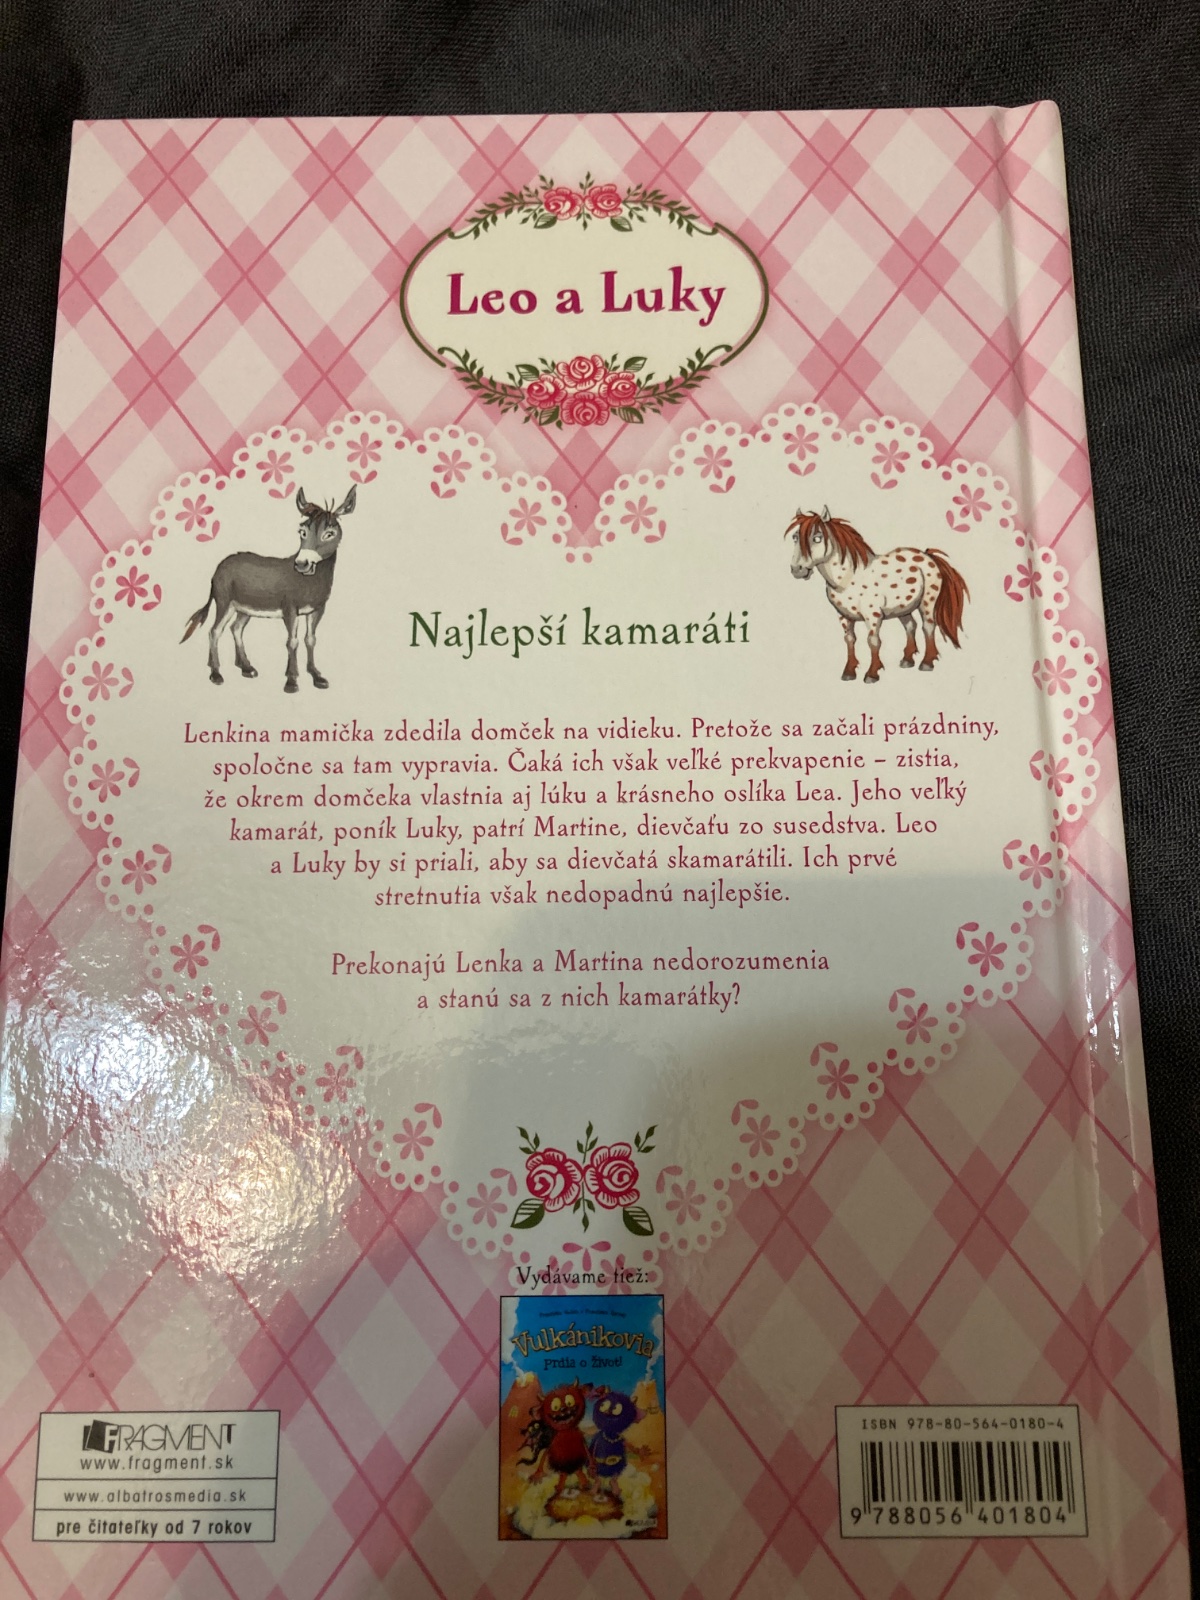 Leo a Luky
Najlepší kamaráti
Lenkina mamička zdedila domček na vidieku. Pretože sa začali prázdniny,
spoločne sa tam vypravia. Čaká ich však veľké prekvapenie – zistia,
že okrem domčeka vlastnia aj lúku a krásneho oslíka Lea. Jeho veľký
kamarát, poník Luky, patrí Martine, dievčaťu zo susedstva. Leo
a Luky by si priali, aby sa dievčatá skamarátili. Ich prvé
stretnutia však nedopadnú najlepšie.
Prekonajú Lenka a Martina nedorozumenia
a stanú sa z nich kamarátky?
Vydávame tiež:
Vulkánikovia
Prdia o život!
FRAGMENT
www.fragment.sk
www.albatrosmedia.sk
pre čitateľky od 7 rokov
ISBN 978-80-564-0180-4
9 788056 401804